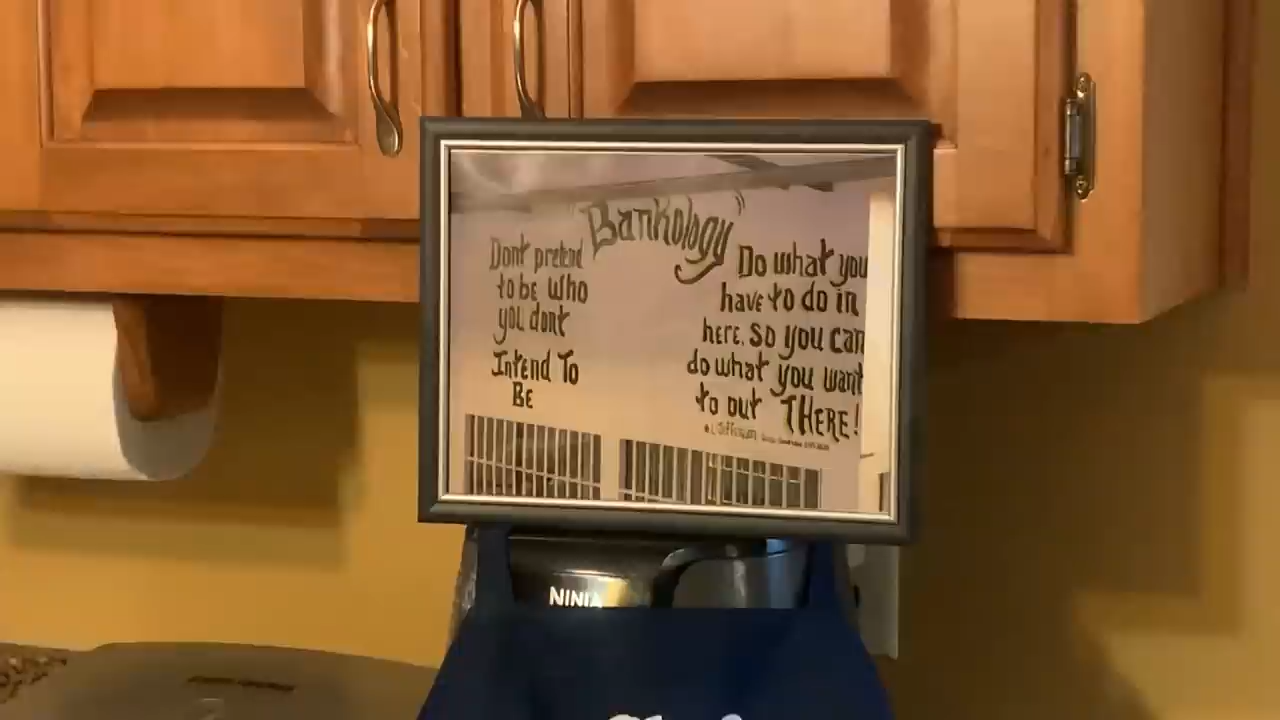 "Bankology"
Dont pretend
to be who
you dont
Intend To
BE
Do what you
have to do in
here. so you can
do what you want
to out THERE!
NINJA